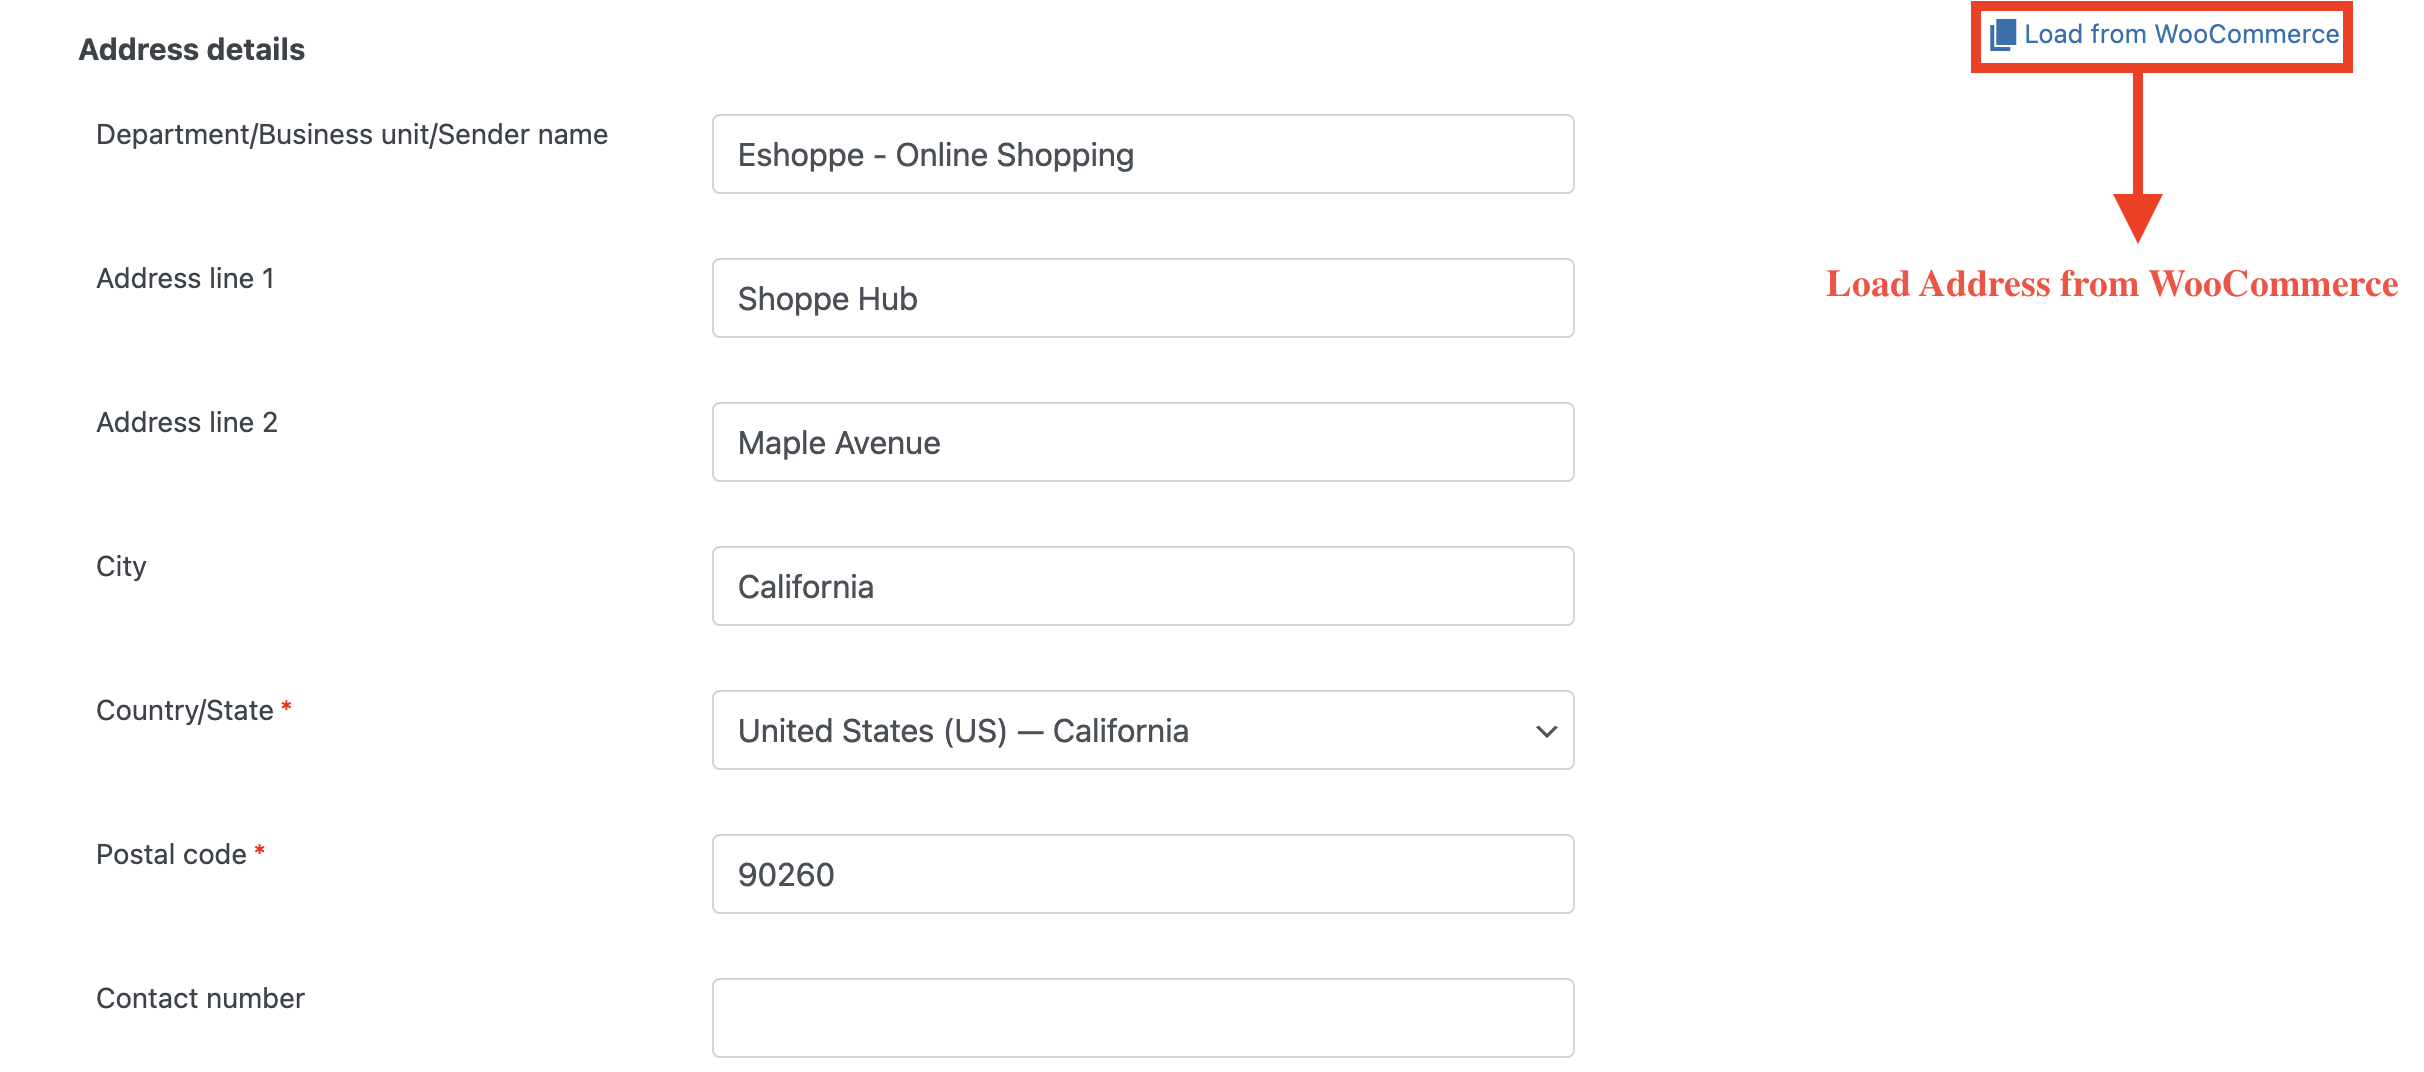 Address details
Load from WooCommerce
Department/Business unit/Sender name
Eshoppe - Online Shopping
Load Address from WooCommerce
Address line 1
Shoppe Hub
Address line 2
Maple Avenue
City
California
Country/State *
United States (US) — California
Postal code *
90260
Contact number